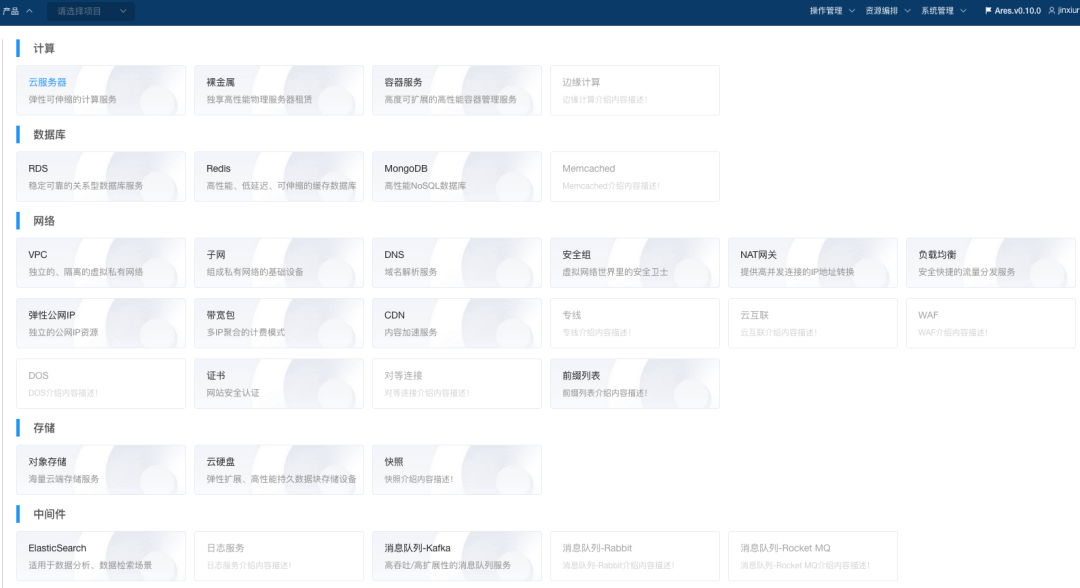 产品 请选择项目 操作管理 资源编排 系统管理 Ares.v0.10.0 jinxiur
计算
云服务器 裸金属 容器服务 边缘计算
弹性可伸缩的计算服务 独享高性能物理服务器租赁 高度可扩展的高性能容器管理服务 边缘计算介绍内容描述!
数据库
RDS Redis MongoDB Memcached
稳定可靠的关系型数据库服务 高性能、低延迟、可伸缩的缓存数据库 高性能NoSQL数据库 Memcached介绍内容描述!
网络
VPC 子网 DNS 安全组 NAT网关 负载均衡
独立的、隔离的虚拟私有网络 组成私有网络的基础设备 域名解析服务 虚拟网络世界里的安全卫士 提供高并发连接的IP地址转换 安全快捷的流量分发服务
弹性公网IP 带宽包 CDN 专线 云互联 WAF
独立的公网IP资源 多IP聚合的计费模式 内容加速服务 专线介绍内容描述! 云互联介绍内容描述! WAF介绍内容描述!
DOS 证书 对等连接 前缀列表
DOS介绍内容描述! 网站安全认证 对等连接介绍内容描述! 前缀列表介绍内容描述!
存储
对象存储 云硬盘 快照
海量云端存储服务 弹性扩展、高性能持久数据块存储设备 快照介绍内容描述!
中间件
ElasticSearch 日志服务 消息队列-Kafka 消息队列-Rabbit 消息队列-Rocket MQ
适用于数据分析、数据检索场景 日志服务介绍内容描述! 高吞吐/高扩展性的消息队列服务 消息队列-Rabbit介绍内容描述! 消息队列-Rocket MQ介绍内容描述!